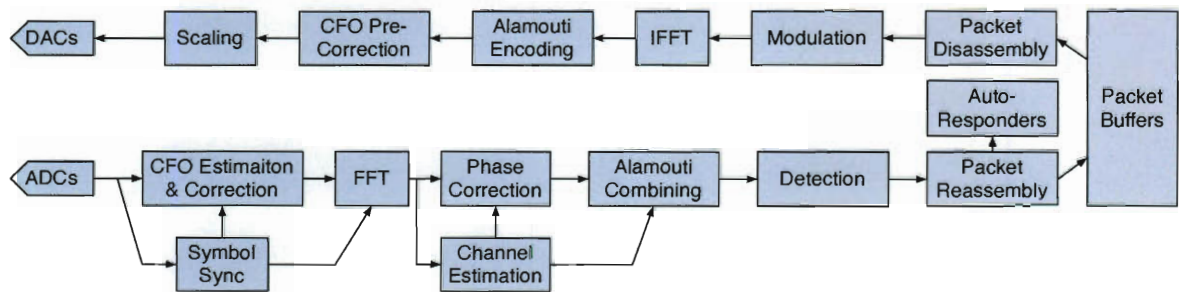 DACs
Scaling
CFO Pre-
Correction
Alamouti
Encoding
IFFT
Modulation
Packet
Disassembly
Auto-
Responders
Packet
Buffers
ADCs
CFO Estimaiton
& Correction
FFT
Phase
Correction
Alamouti
Combining
Detection
Packet
Reassembly
Symbol
Sync
Channel
Estimation